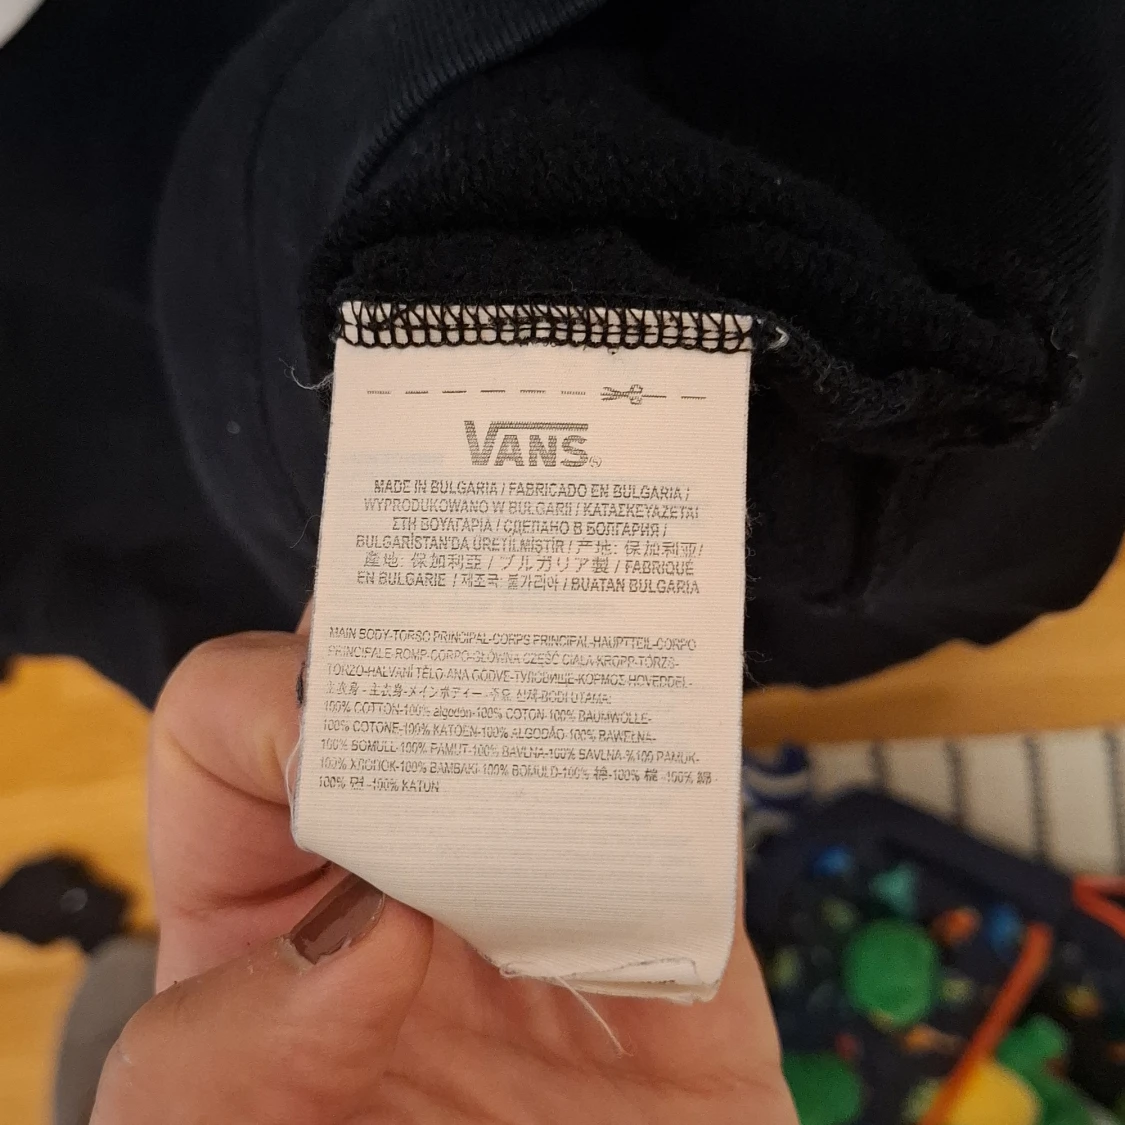 VANS
MADE IN BULGARIA / FABRICADO EN BULGARIA /
WYPRODUKOWANO W BUŁGARII / ΚΑΤΑΣΚΕΥΑΖΕΤΑΙ
ΣΤΗ ΒΟΥΛΓΑΡΙΑ / СДЕЛАНО В БОЛГАРИЯ /
BULGARİSTAN'DA ÜRETİLMİŞTİR / 产地: 保加利亚/
產地: 保加利亞 / ブルガリア製 / FABRIQUÉ
EN BULGARIE / 제조국: 불가리아 / BUATAN BULGARIA
MAIN BODY-TORSO PRINCIPAL-CORPS PRINCIPAL-HAUPTTEIL-CORPO
PRINCIPALE-ROMP-CORPO-GŁÓWNA CZĘŚĆ CIAŁA-KROPP-TÖRZS-
TORZO-HALVANÍ TĚLO-ANA GÖDVE-ТУЛОВИЩЕ-ΚΟΡΜΟΣ-HOVEDDEL-
主衣身-主衣身-メインボディー-주요 신체-BODI UTAMA:
100% COTTON-100% algodón-100% COTON-100% BAUMWOLLE-
100% COTONE-100% KATOEN-100% ALGODÃO-100% BAWEŁNA-
100% BOMULL-100% PAMUT-100% BAVLNA-100% BAVLNA-%100 PAMUK-
100% ХЛОПОК-100% ΒΑΜΒΑΚΙ-100% BOMULD-100% 棉-100% 棉-100% 綿-
100% 면-100% KATUN